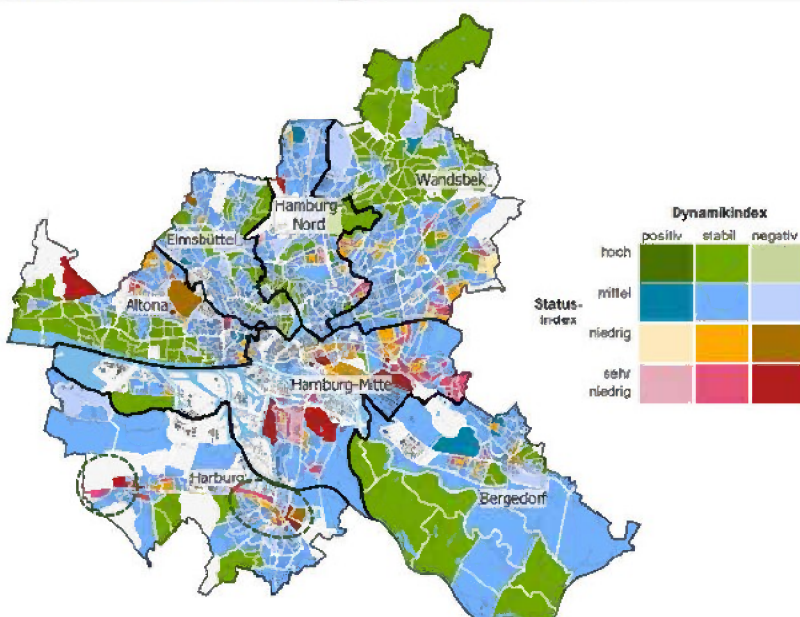 Wandsbek
Hamburg-
Nord
Eimsbüttel
Altona
Hamburg-Mitte
Harburg
Bergedorf
Dynamikindex
positiv stabil negativ
Status-
index
hoch
mittel
niedrig
sehr
niedrig